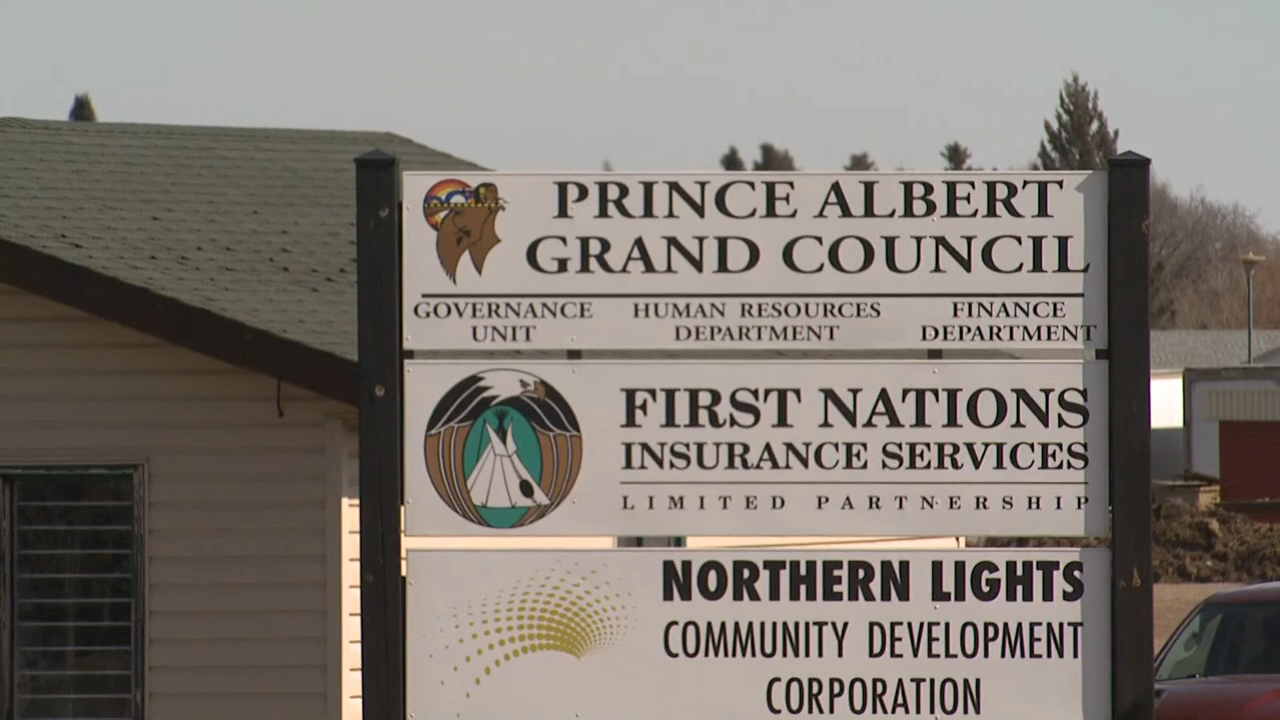 PRINCE ALBERT
GRAND COUNCIL
GOVERNANCE UNIT
HUMAN RESOURCES DEPARTMENT
FINANCE DEPARTMENT
FIRST NATIONS
INSURANCE SERVICES
LIMITED PARTNERSHIP
NORTHERN LIGHTS
COMMUNITY DEVELOPMENT
CORPORATION